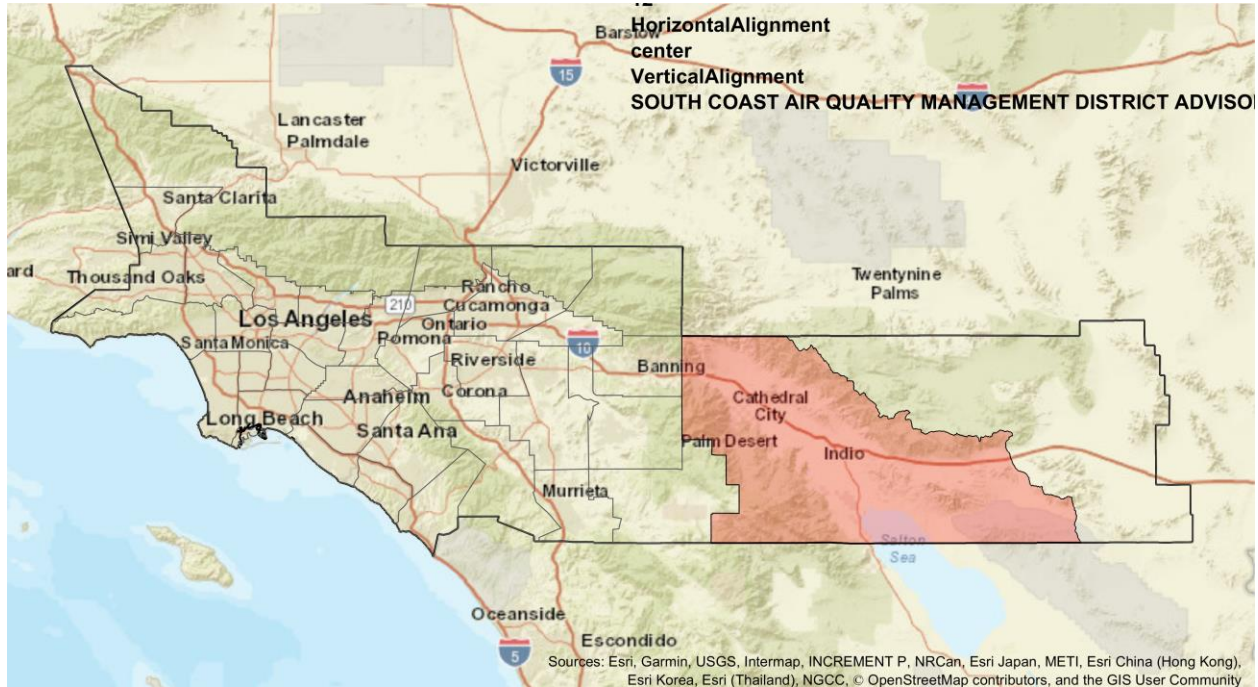 HorizontalAlignment
Barstow
center
15
VerticalAlignment
SOUTH COAST AIR QUALITY MANAGEMENT DISTRICT ADVISO
Lancaster
Palmdale
Victorville
Santa Clarita
Simi Valley
ard
Thousand Oaks
Twentynine
Palms
Rancho
Cucamonga
210
Los Angeles
Ontario
Santa Monica
Pomona
10
Riverside
Banning
Anaheim
Corona
Cathedral
City
Long Beach
Santa Ana
Palm Desert
Indio
Murrieta
Salton
Sea
Oceanside
Escondido
5
Sources: Esri, Garmin, USGS, Intermap, INCREMENT P, NRCan, Esri Japan, METI, Esri China (Hong Kong),
Esri Korea, Esri (Thailand), NGCC, © OpenStreetMap contributors, and the GIS User Community